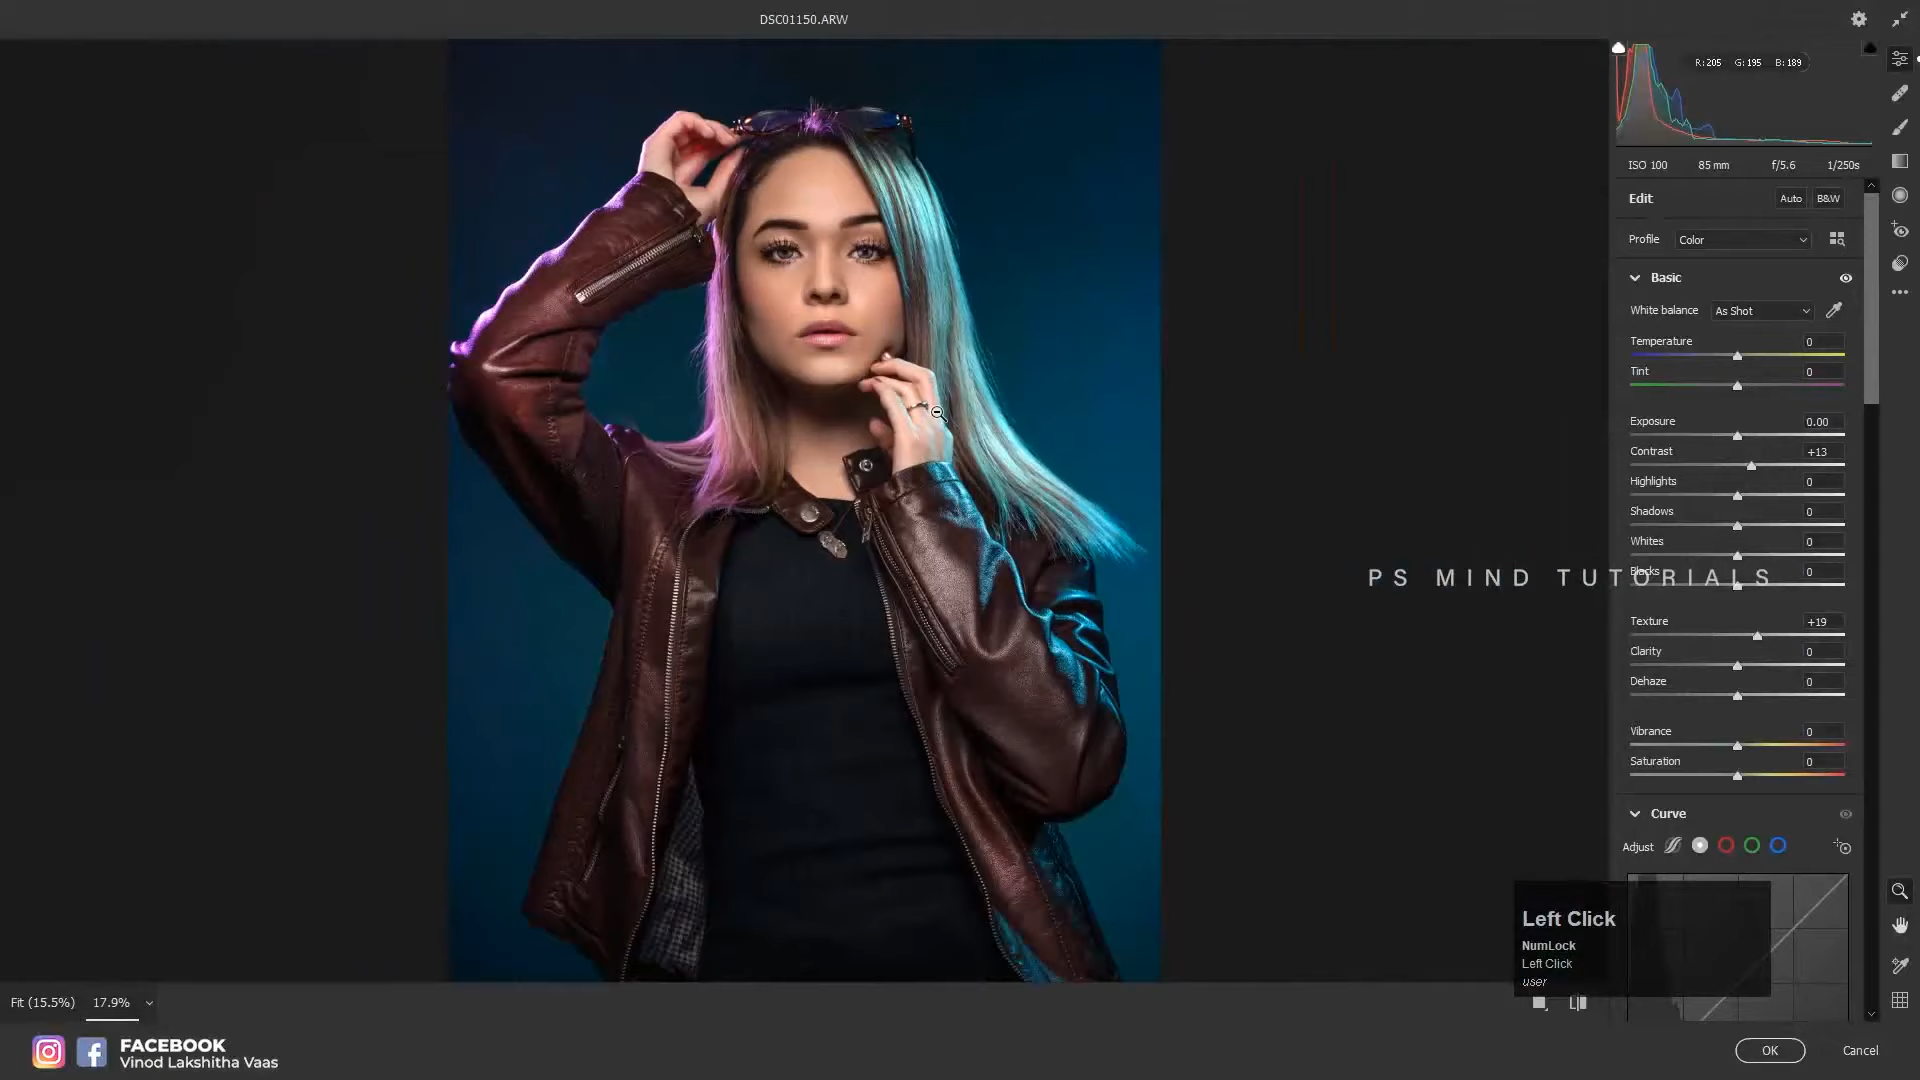 DSC01150.ARW
R: 205 G: 195 B: 189
ISO 100 85 mm f/5.6 1/250s
Edit Auto B&W
Profile Color
Basic
White balance As Shot
Temperature 0
Tint 0
Exposure 0.00
Contrast +13
Highlights 0
Shadows 0
Whites 0
Blacks 0
PS MIND TUTORIALS
Texture +19
Clarity 0
Dehaze 0
Vibrance 0
Saturation 0
Curve
Adjust
Left Click
NumLock
Left Click
user
Fit (15.5%) 17.9%
FACEBOOK
Vinod Lakshitha Vaas
OK Cancel